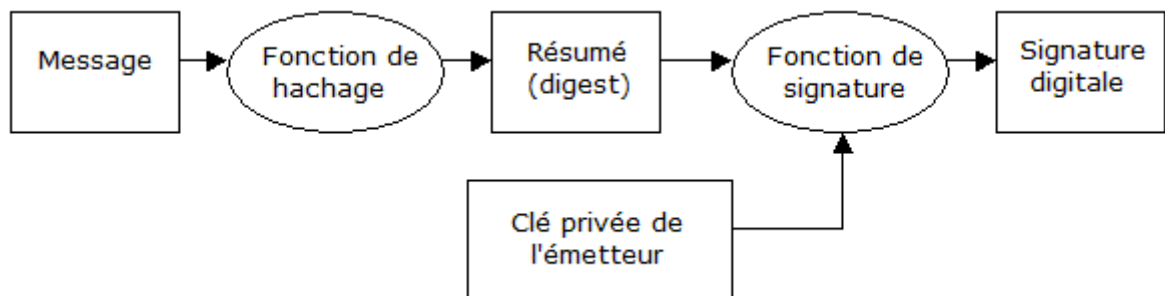 Message
Fonction de
hachage
Résumé
(digest)
Fonction de
signature
Signature
digitale
Clé privée de
l'émetteur